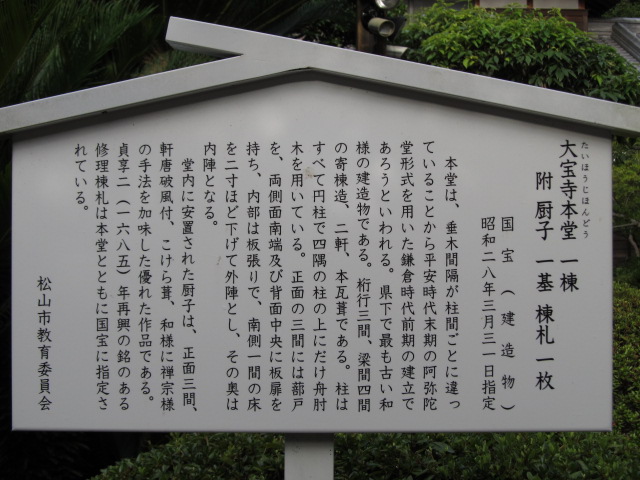 たいほうじほんどう
大宝寺本堂 一棟
附 厨子 一基 棟札 一枚
国宝（建造物）
昭和二八年三月三一日指定
本堂は、垂木間隔が柱間ごとに違っ
ていることから平安時代末期の阿弥陀
堂形式を用いた鎌倉時代前期の建立で
あろうといわれる。県下で最も古い和
様の建造物である。桁行三間、梁間四間
の寄棟造、二軒、本瓦葺である。柱は
すべて円柱で四隅の柱の上にだけ舟肘
木を用いている。正面の三間には蔀戸
を、両側面南端及び背面中央に板扉を
持ち、内部は板張りで、南側一間の床
を二寸ほど下げて外陣とし、その奥は
内陣となる。
堂内に安置された厨子は、正面三間、
軒唐破風付、こけら葺、和様に禅宗様
の手法を加味した優れた作品である。
貞享二（一六八五）年再興の銘のある
修理棟札は本堂とともに国宝に指定さ
れている。
松山市教育委員会